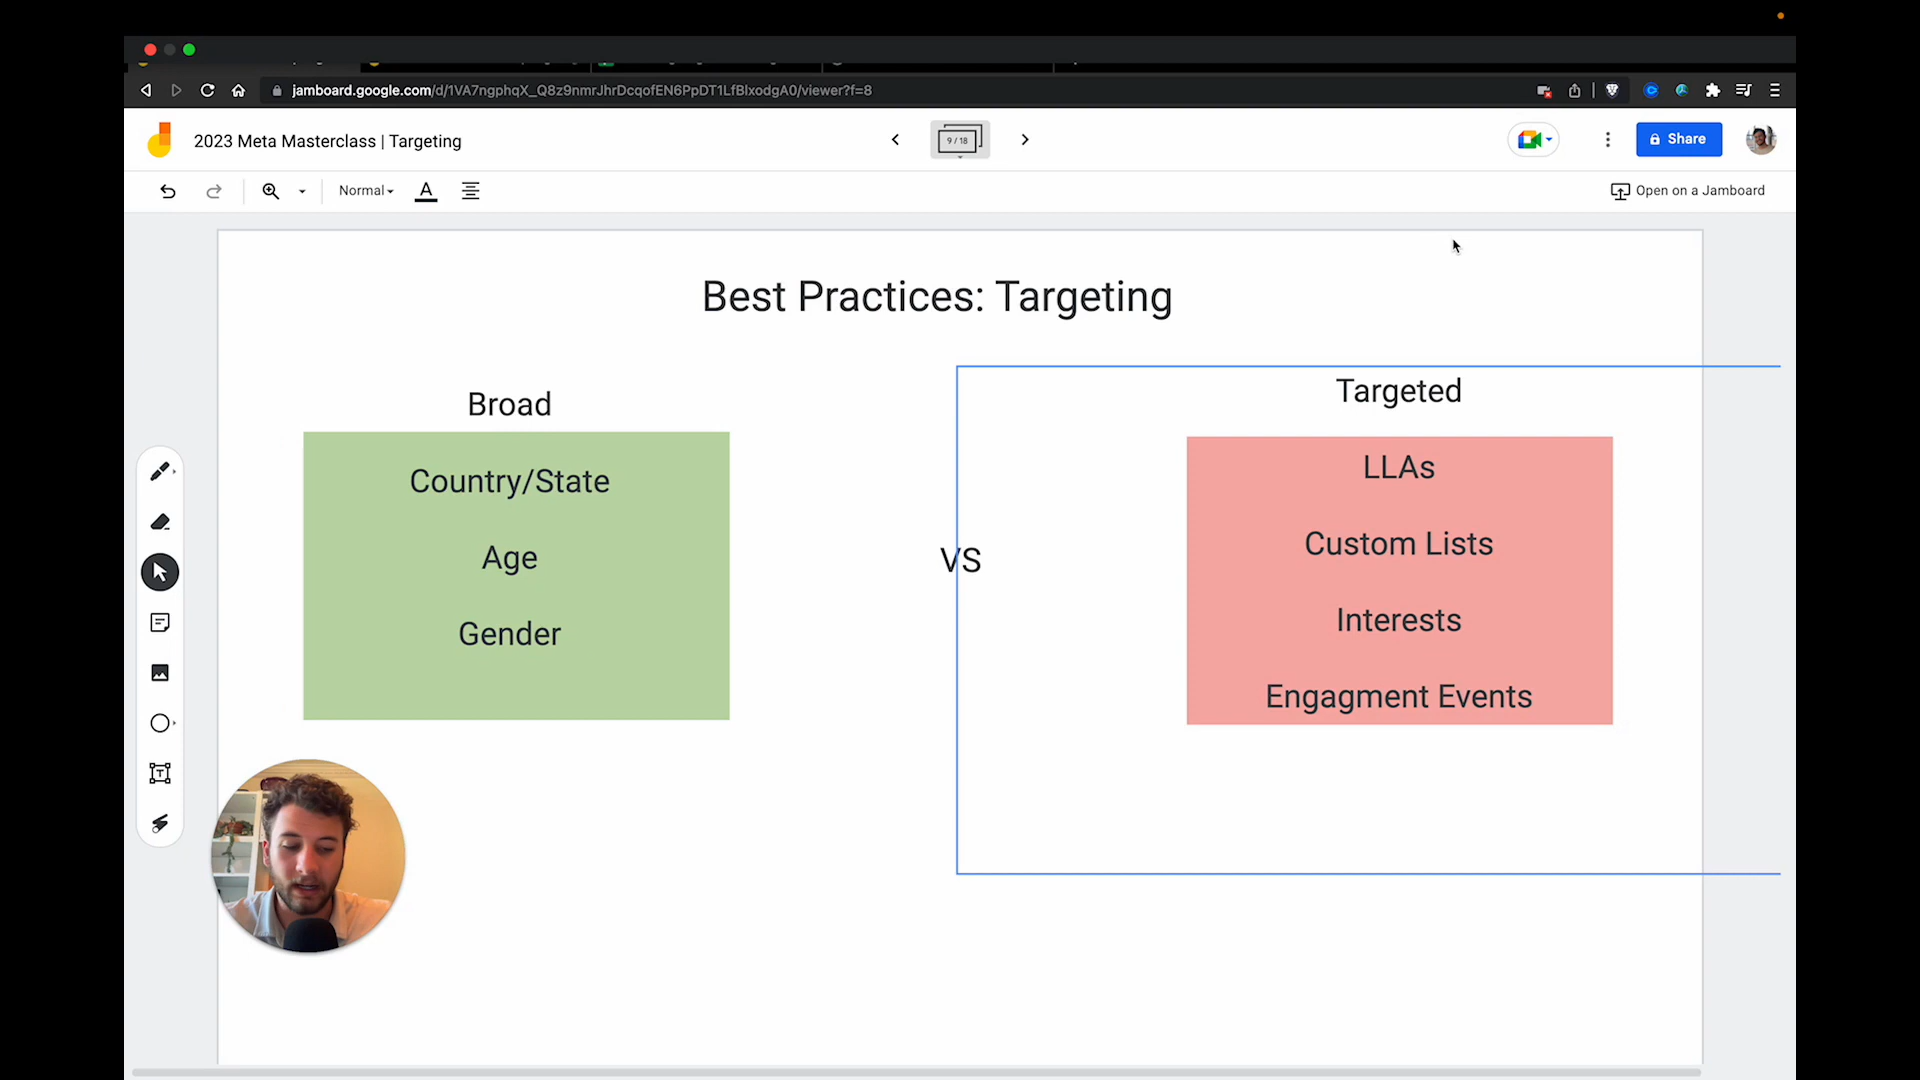 jamboard.google.com/d/1VA7ngphqX_Q8z9nmrJhrDcqofEN6PpDT1LfBlxodgA0/viewer?f=8
2023 Meta Masterclass | Targeting
9 / 18
Share
Normal
Open on a Jamboard
Best Practices: Targeting
Broad
Country/State
Age
Gender
VS
Targeted
LLAs
Custom Lists
Interests
Engagment Events